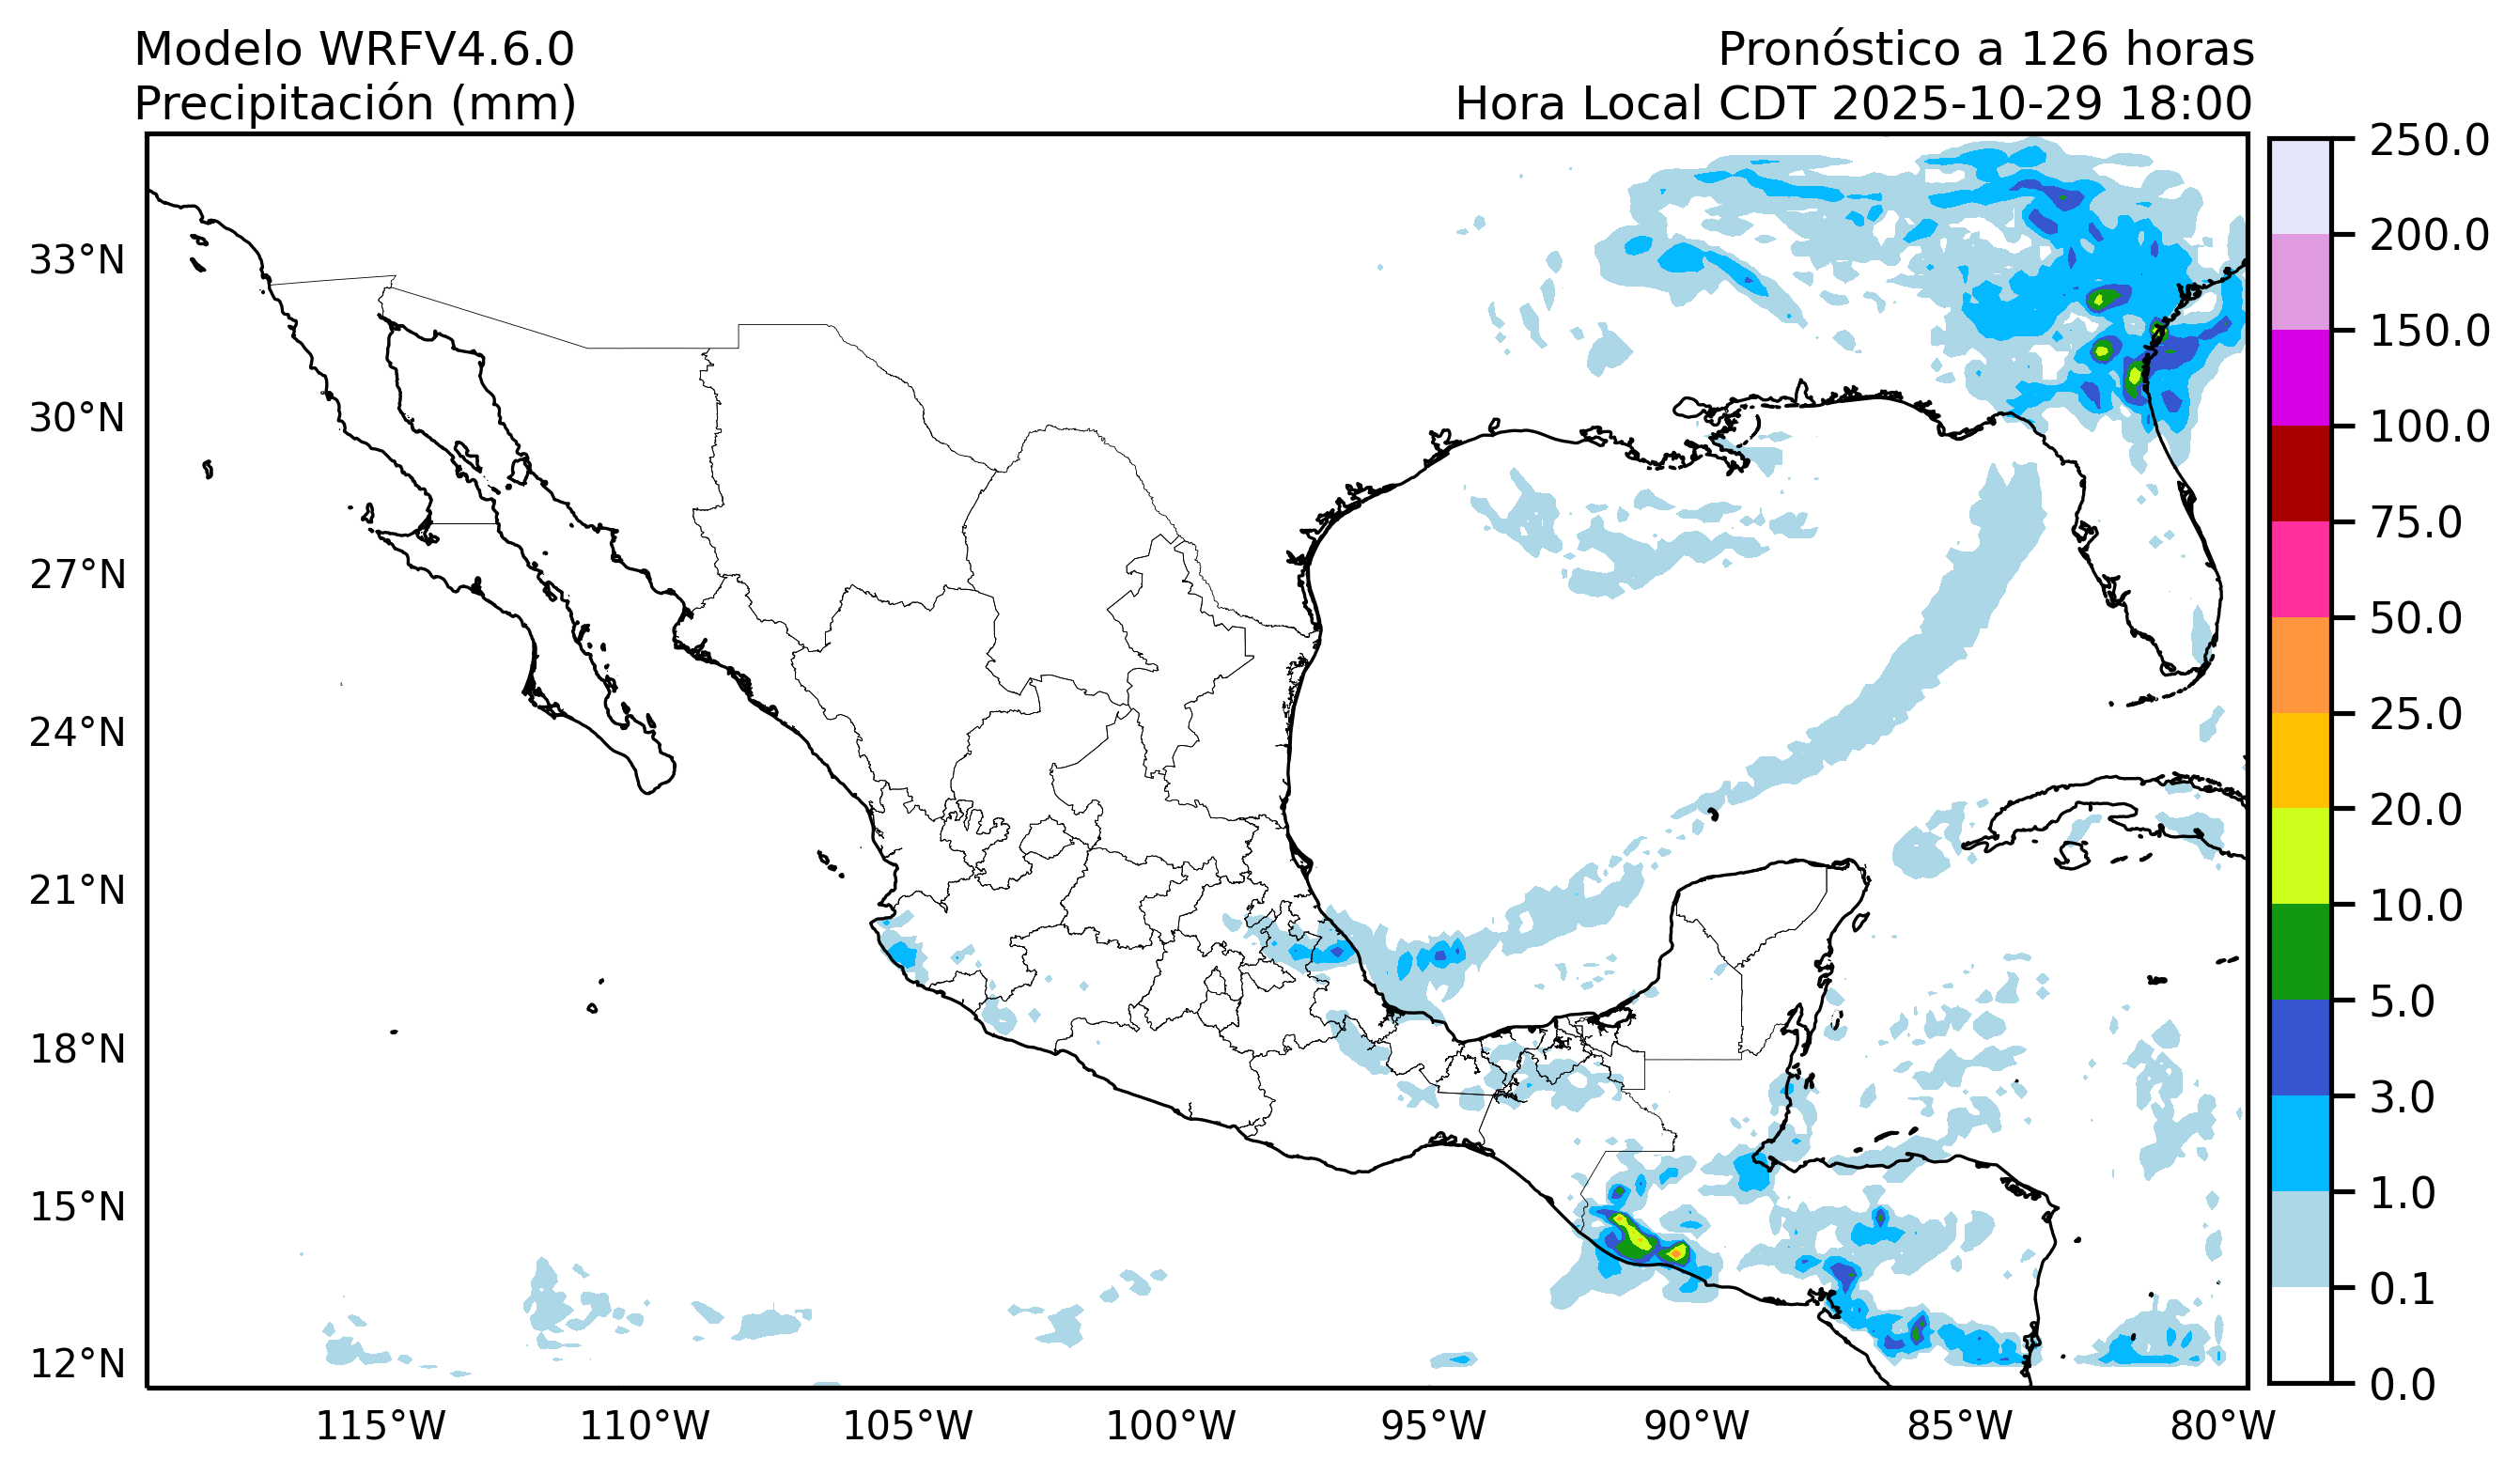 Modelo WRFV4.6.0
Precipitación (mm)
Pronóstico a 126 horas
Hora Local CDT 2025-10-29 18:00
33°N
30°N
27°N
24°N
21°N
18°N
15°N
12°N
115°W
110°W
105°W
100°W
95°W
90°W
85°W
80°W
250.0
200.0
150.0
100.0
75.0
50.0
25.0
20.0
10.0
5.0
3.0
1.0
0.1
0.0